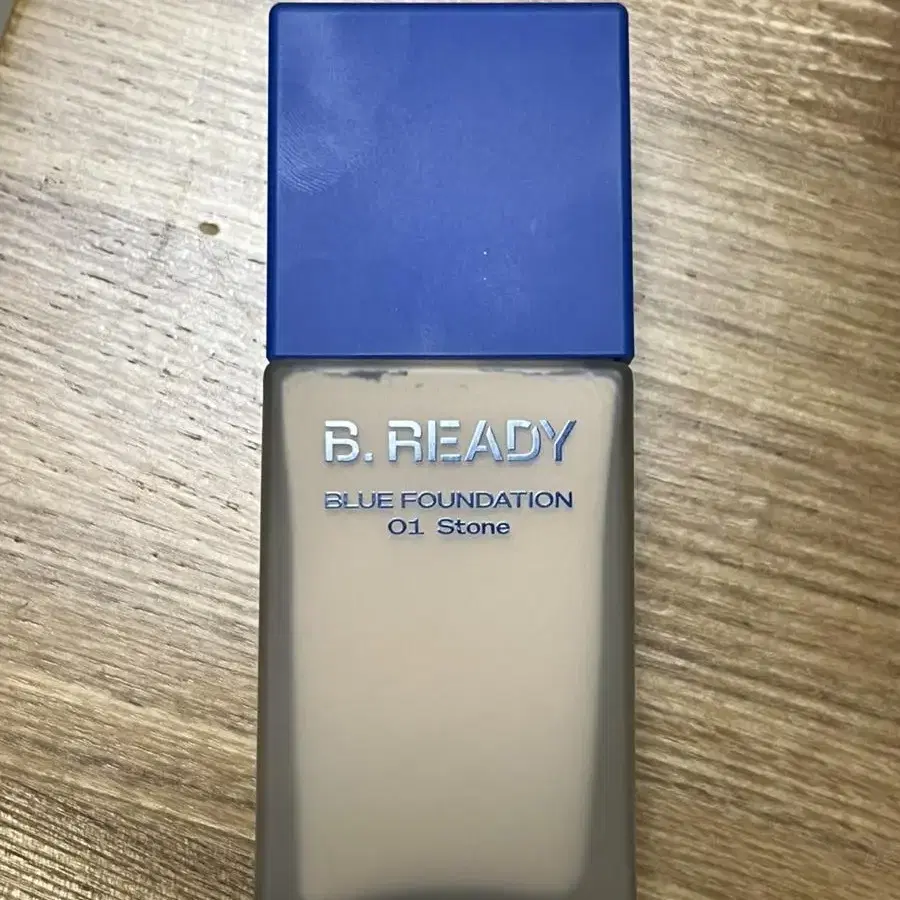 B. READY
BLUE FOUNDATION
01 Stone